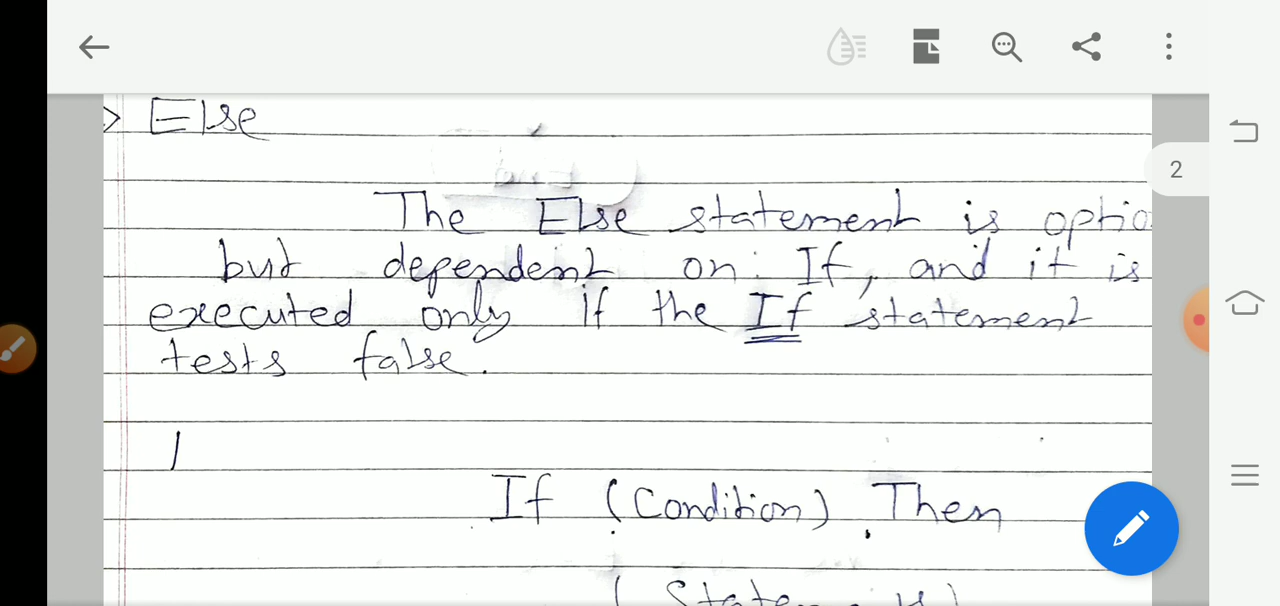 > Else
2
The Else statement is optio
but dependent on If, and it is
executed only if the If statement
tests false.
If (Condition) Then